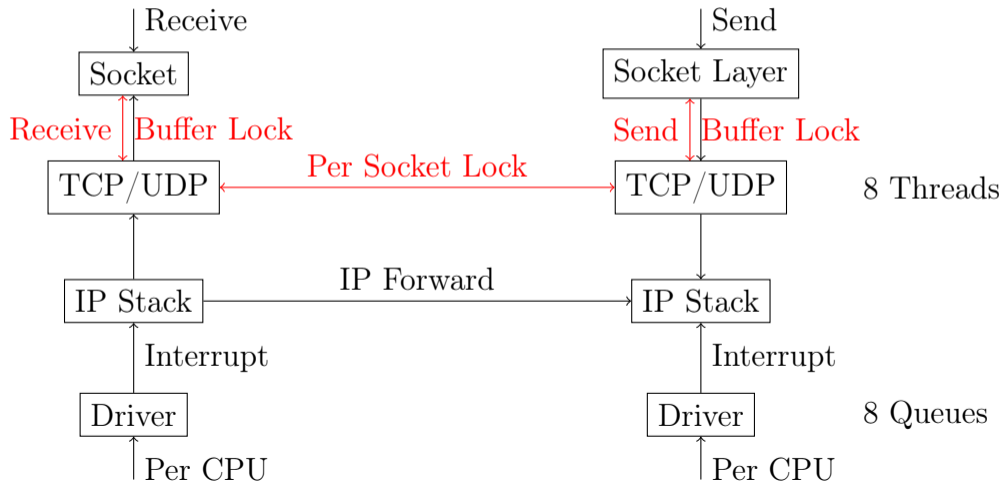 Receive
Send
Socket
Socket Layer
Receive Buffer Lock
Send Buffer Lock
Per Socket Lock
TCP/UDP
TCP/UDP
8 Threads
IP Forward
IP Stack
IP Stack
Interrupt
Interrupt
Driver
Driver
8 Queues
Per CPU
Per CPU